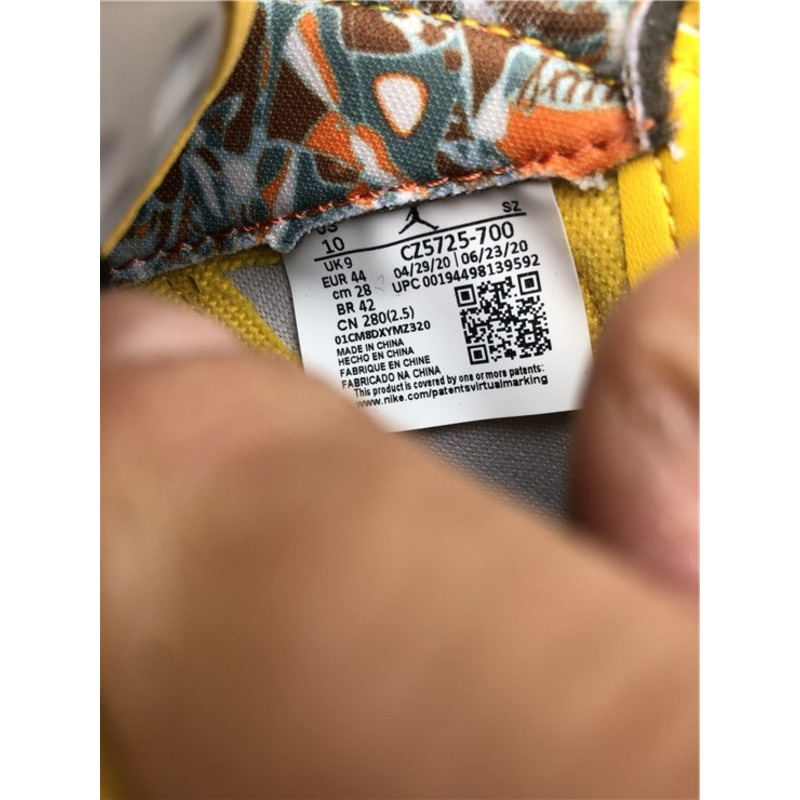 US SZ
10 CZ5725-700
UK 9 04/29/20 | 06/23/20
EUR 44 UPC 00194498139592
cm 28
BR 42
CN 280(2.5)
01CM8DXYMZ320
MADE IN CHINA
HECHO EN CHINA
FABRIQUE EN CHINE
FABRICADO NA CHINA
This product is covered by one or more patents:
www.nike.com/patentsvirtualmarking